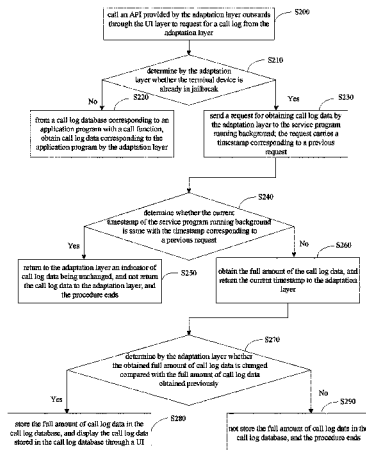 call an API provided by the adaptation layer outwards
through the UI layer to request for a call log from the
adaptation layer
S200
S210
determine by the adaptation
layer whether the terminal device is
already in jailbreak
No
S220
Yes
S230
from a call log database corresponding to an
application program with a call function,
obtain call log data corresponding to the
application program by the adaptation layer
send a request for obtaining call log data by
the adaptation layer to the service program
running background; the request carries a
timestamp corresponding to a previous
request
S240
determine whether the current
timestamp of the service program running background
is same with the timestamp corresponding to
a previous request
Yes
No
S260
return to the adaptation layer an indicator of
call log data being unchanged, and not return
the call log data to the adaptation layer, and
the procedure ends
S250
obtain the full amount of the call log data, and
return the current timestamp to the adaptation
layer
S270
determine by the adaptation layer whether
the obtained full amount of call log data is changed
compared with the full amount of call log data
obtained previously
Yes
No
S280
S290
store the full amount of call log data in the
call log database, and display the call log data
stored in the call log database through a UI
not store the full amount of call log data in the
call log database, and the procedure ends